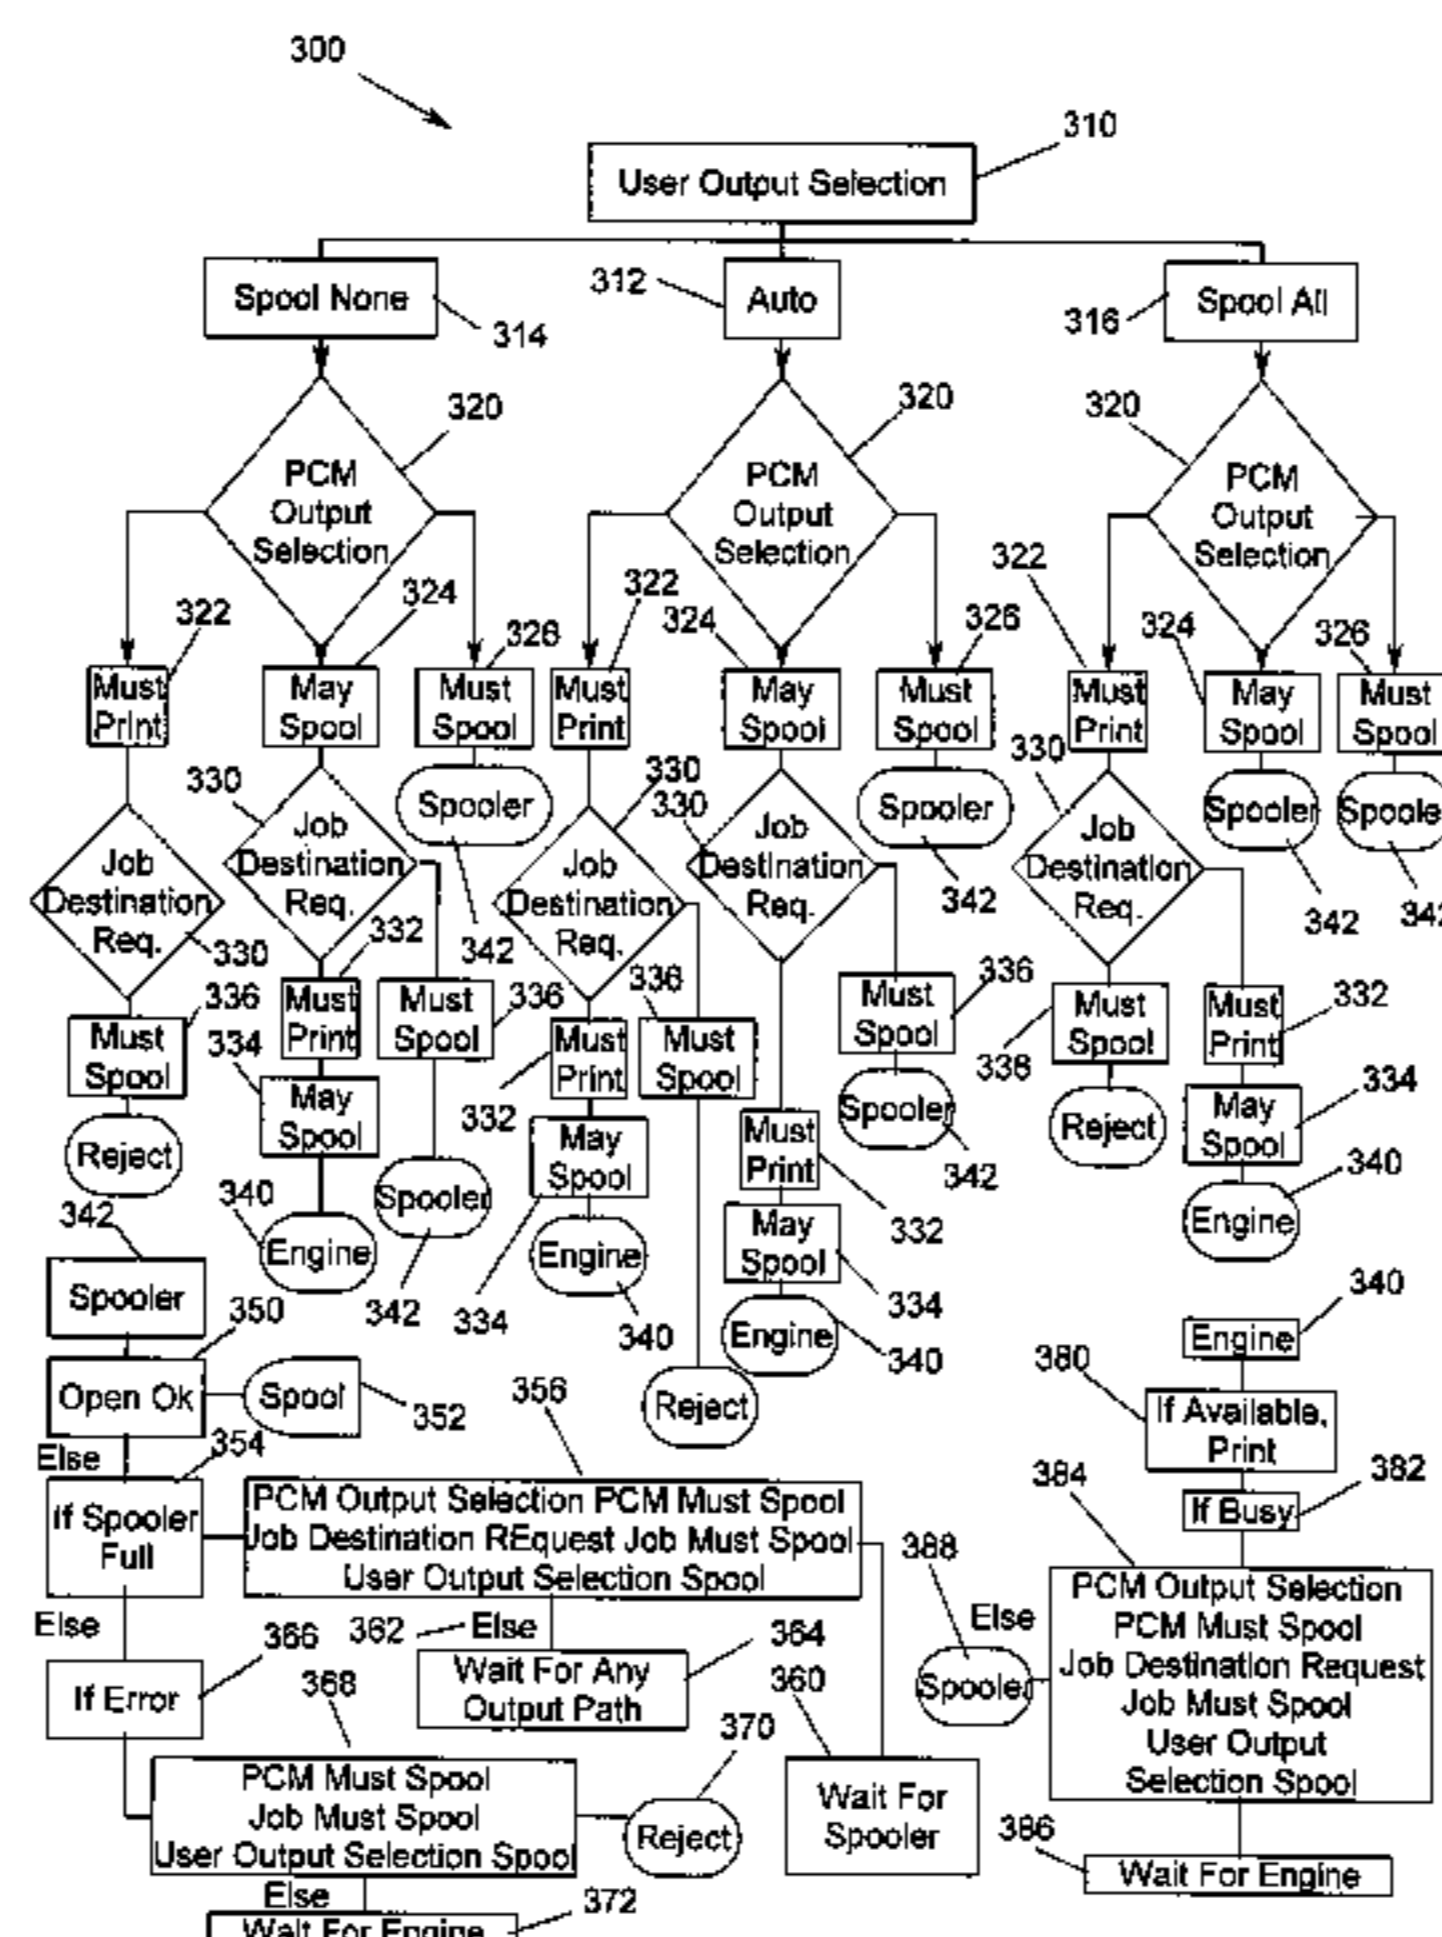 300
310
User Output Selection
Spool None
314
312
Auto
316
Spool All
320
PCM
Output
Selection
320
PCM
Output
Selection
320
PCM
Output
Selection
322
324
326
322
324
326
322
324
326
Must
Print
May
Spool
Must
Spool
Must
Print
May
Spool
Must
Spool
Must
Print
May
Spool
Must
Spool
330
Spooler
342
330
330
Spooler
342
330
Spooler
342
Spoole
Job
Destination
Req.
330
Job
Destination
Req.
332
Job
Destination
Req.
Job
Destination
Req.
Job
Destination
Req.
336
Must
Spool
Reject
334
Must
Print
May
Spool
340
Engine
Must
Spool
336
Spooler
342
332
Must
Print
May
Spool
334
Engine
340
336
Must
Spool
Reject
Must
Spool
336
Spooler
342
Must
Print
332
May
Spool
334
Engine
340
Must
Spool
338
Reject
Must
Print
332
May
Spool
334
Engine
340
342
Spooler
350
Open Ok
Spool
352
Else
354
If Spooler
Full
356
PCM Output Selection PCM Must Spool
Job Destination REquest Job Must Spool
User Output Selection Spool
Else
362
Else
Wait For Any
Output Path
364
360
Wait For
Spooler
366
If Error
368
PCM Must Spool
Job Must Spool
User Output Selection Spool
370
Reject
Else
372
Wait For Engine
340
Engine
380
If Available,
Print
382
If Busy
384
PCM Output Selection
PCM Must Spool
Job Destination Request
Job Must Spool
User Output
Selection Spool
388
Else
Spooler
386
Wait For Engine